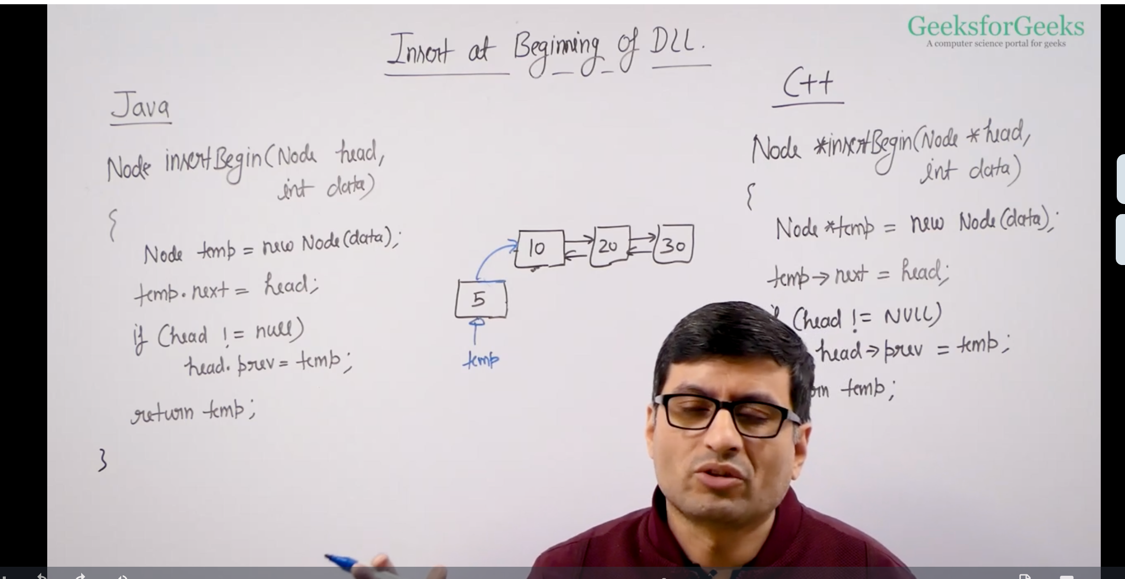 GeeksforGeeks
A computer science portal for geeks
Insert at Beginning of DLL.
Java
Node insertBegin(Node head,
int data)
{
Node temp = new Node(data);
temp.next = head;
if (head != null)
head.prev = temp;
return temp;
}
10 20 30
5
temp
C++
Node *insertBegin(Node *head,
int data)
{
Node *temp = new Node(data);
temp→next = head;
(head != NULL)
head→prev = temp;
temp;